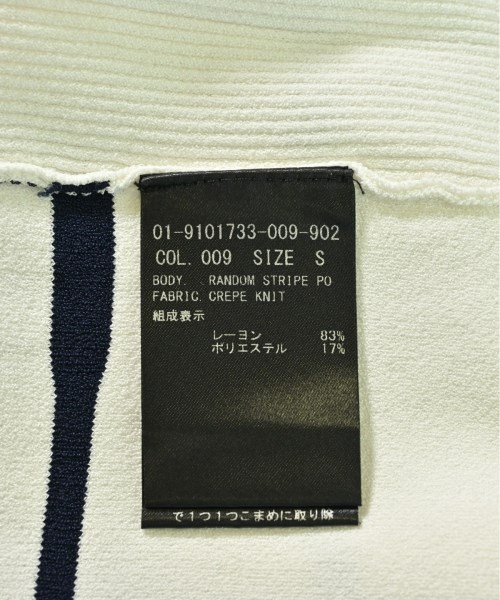 01-9101733-009-902
COL. 009 SIZE S
BODY. RANDOM STRIPE PO
FABRIC. CREPE KNIT
組成表示
レーヨン 83%
ポリエステル 17%
で1つ1つこまめに取り除